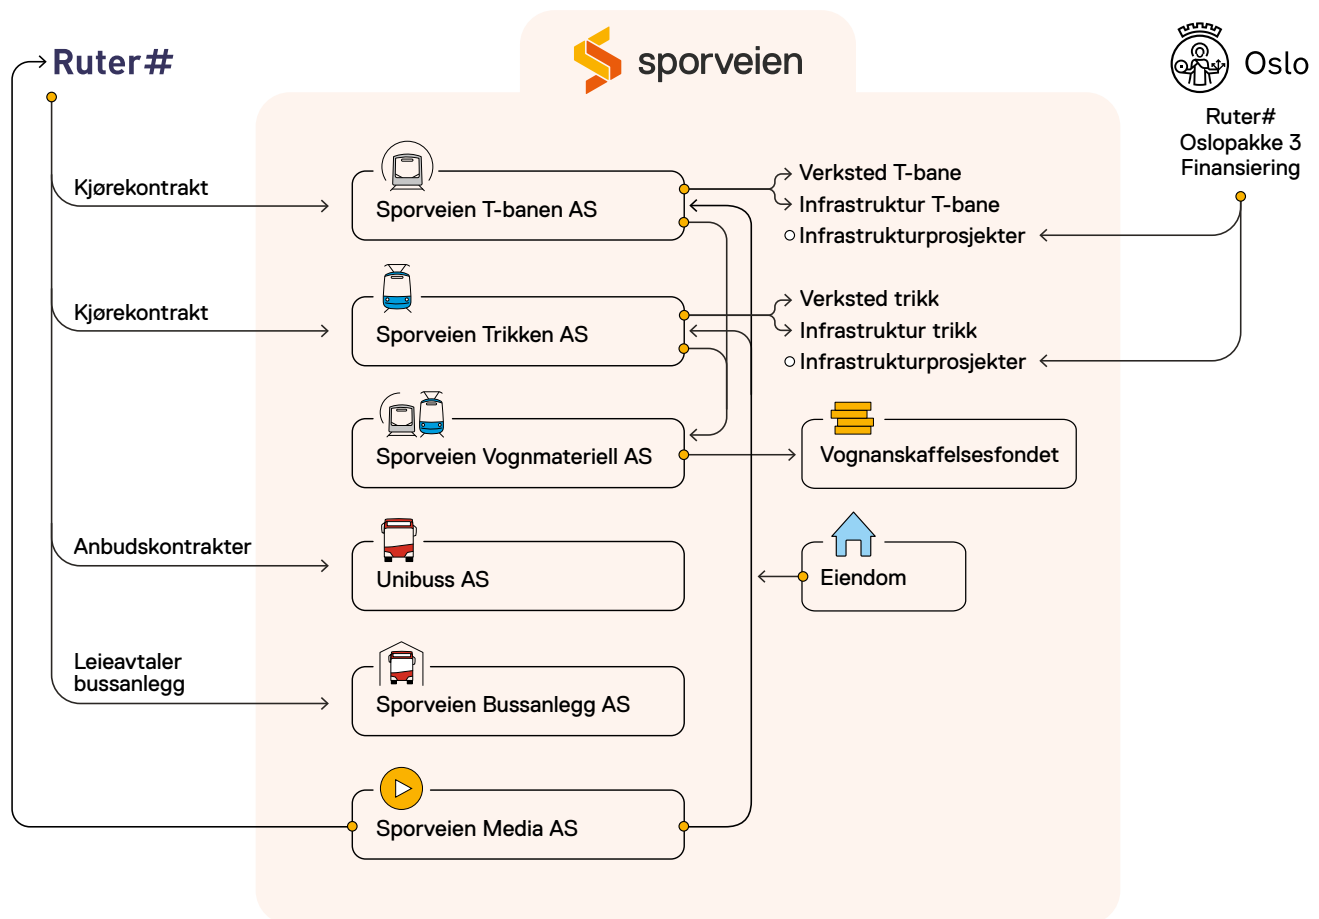 Ruter#
sporveien
Oslo
Ruter#
Oslopakke 3
Finansiering
Kjørekontrakt
Sporveien T-banen AS
Verksted T-bane
Infrastruktur T-bane
Infrastrukturprosjekter
Kjørekontrakt
Sporveien Trikken AS
Verksted trikk
Infrastruktur trikk
Infrastrukturprosjekter
Sporveien Vognmateriell AS
Vognanskaffelsesfondet
Anbudskontrakter
Unibuss AS
Eiendom
Leieavtaler
bussanlegg
Sporveien Bussanlegg AS
Sporveien Media AS